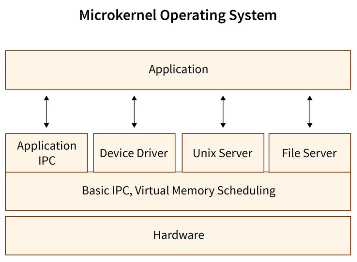 Microkernel Operating System
Application
Application
IPC
Device Driver
Unix Server
File Server
Basic IPC, Virtual Memory Scheduling
Hardware